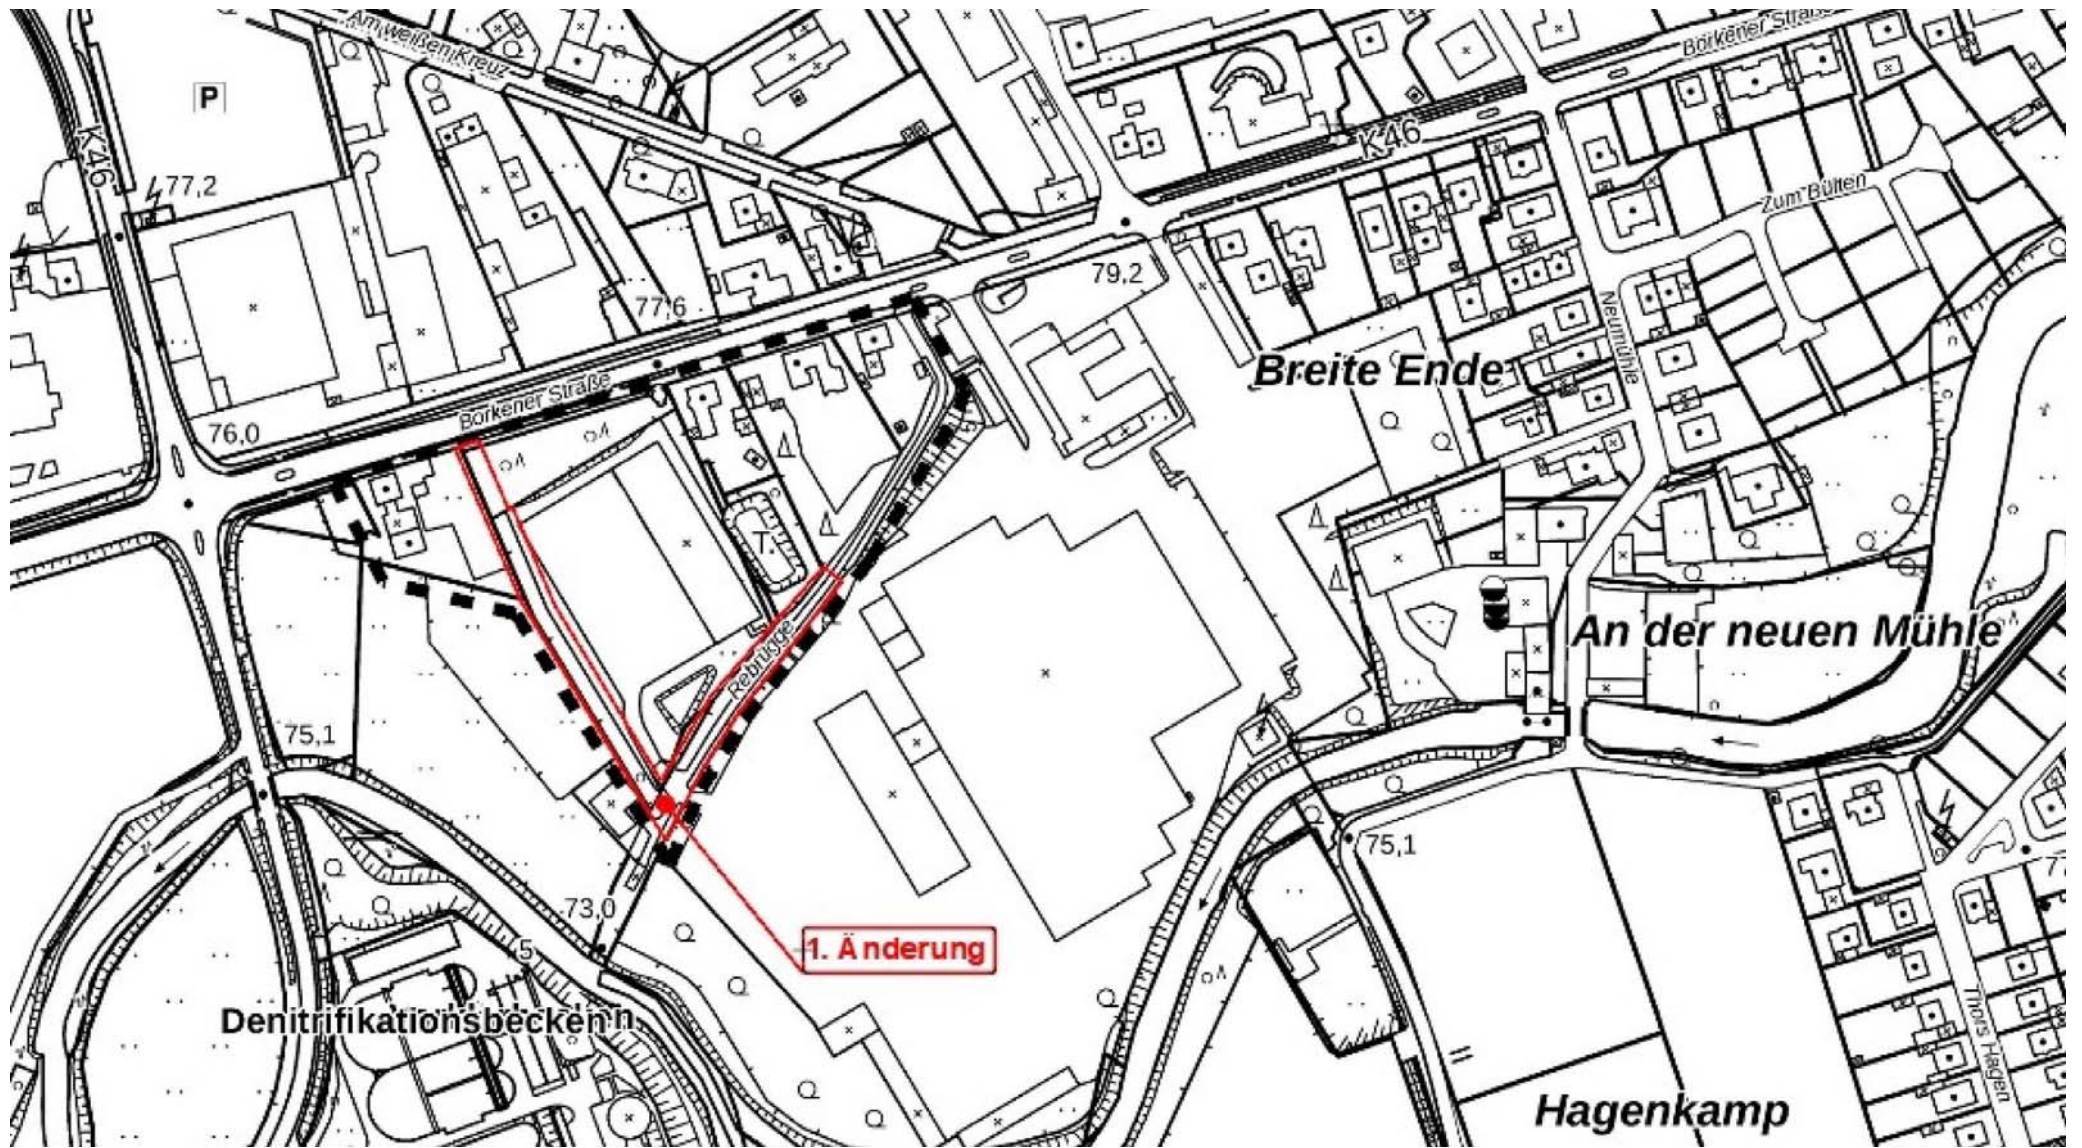 Am weißen Kreuz
Borkener Straße
P
K46
K46
77,2
Zum Bülten
79,2
77,6
Neumühle
Breite Ende
Borkener Straße
76,0
T.
An der neuen Mühle
Rebrügge
75,1
75,1
77
73,0
1. Änderung
5
Denitrifikationsbecken
Thors Hagen
Hagenkamp